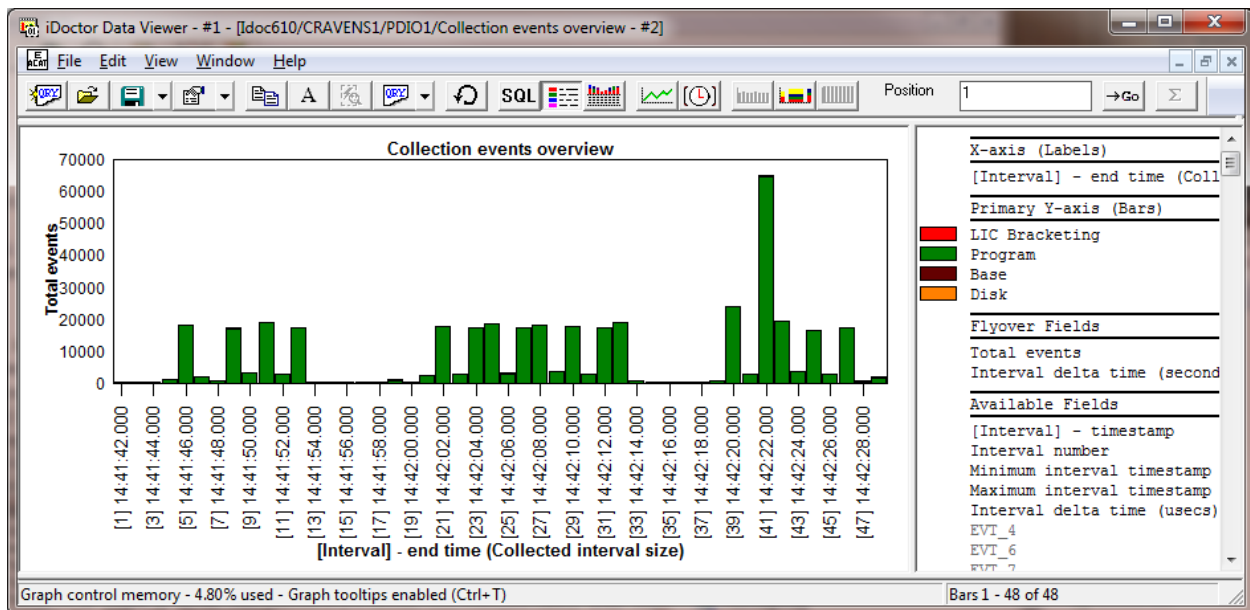 iDoctor Data Viewer - #1 - [Idoc610/CRAVENS1/PDIO1/Collection events overview - #2]
E
ACAT
File Edit View Window Help
QRY
A
QRY
SQL
Position
1
→Go
Σ
Collection events overview
70000
60000
50000
40000
30000
20000
10000
0
Total events
[1] 14:41:42.000
[3] 14:41:44.000
[5] 14:41:46.000
[7] 14:41:48.000
[9] 14:41:50.000
[11] 14:41:52.000
[13] 14:41:54.000
[15] 14:41:56.000
[17] 14:41:58.000
[19] 14:42:00.000
[21] 14:42:02.000
[23] 14:42:04.000
[25] 14:42:06.000
[27] 14:42:08.000
[29] 14:42:10.000
[31] 14:42:12.000
[33] 14:42:14.000
[35] 14:42:16.000
[37] 14:42:18.000
[39] 14:42:20.000
[41] 14:42:22.000
[43] 14:42:24.000
[45] 14:42:26.000
[47] 14:42:28.000
[Interval] - end time (Collected interval size)
X-axis (Labels)
[Interval] - end time (Coll
Primary Y-axis (Bars)
LIC Bracketing
Program
Base
Disk
Flyover Fields
Total events
Interval delta time (second
Available Fields
[Interval] - timestamp
Interval number
Minimum interval timestamp
Maximum interval timestamp
Interval delta time (usecs)
EVT_4
EVT_6
EVT_7
Graph control memory - 4.80% used - Graph tooltips enabled (Ctrl+T)
Bars 1 - 48 of 48